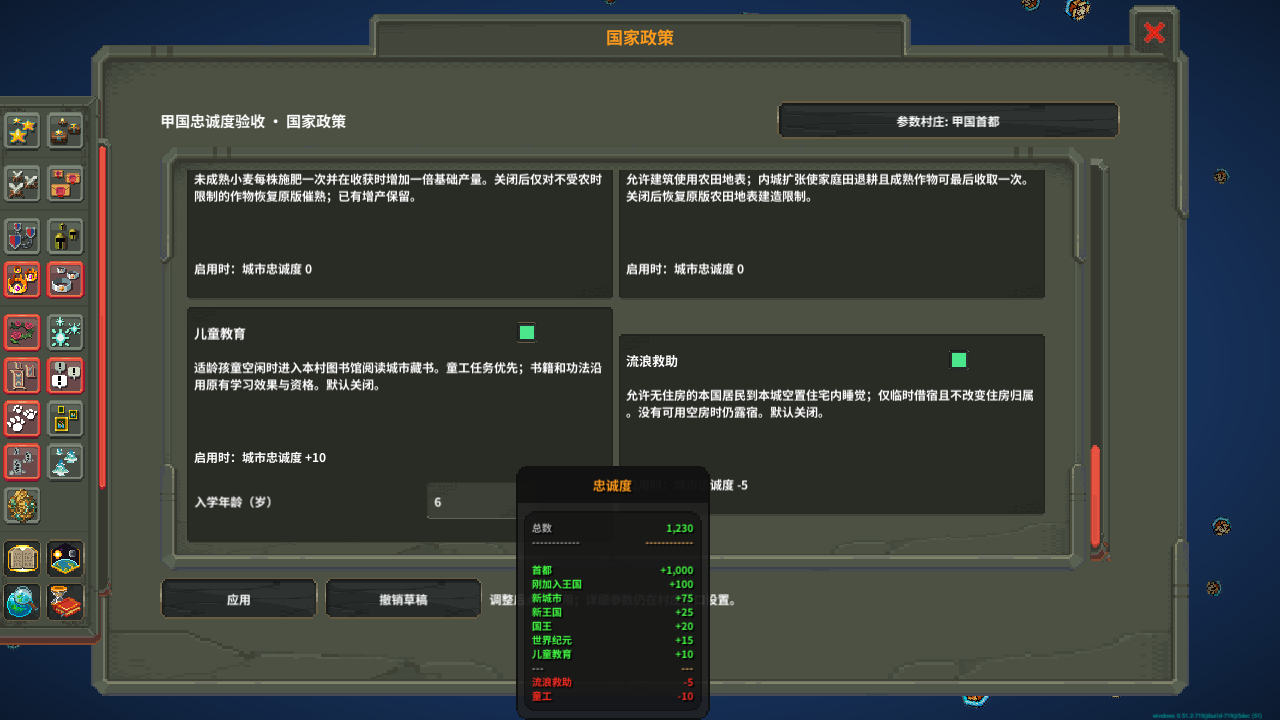 国家政策
甲国忠诚度验收 · 国家政策
参数村庄: 甲国首都
未成熟小麦每株施肥一次并在收获时增加一倍基础产量。关闭后仅对不受农时
限制的作物恢复原版催熟；已有增产保留。
启用时：城市忠诚度 0
允许建筑使用农田地表；内城扩张使家庭田退耕且成熟作物可最后收取一次。
关闭后恢复原版农田地表建造限制。
启用时：城市忠诚度 0
儿童教育
适龄孩童空闲时进入本村图书馆阅读城市藏书。童工任务优先；书籍和功法沿
用原有学习效果与资格。默认关闭。
启用时：城市忠诚度 +10
入学年龄（岁）
6
流浪救助
允许无住房的本国居民到本城空置住宅内睡觉；仅临时借宿且不改变住房归属
。没有可用空房时仍露宿。默认关闭。
诚度 -5
应用
撤销草稿
调整后
设置。
忠诚度
总数 1,230
------------ ------------
首都 +1,000
刚加入王国 +100
新城市 +75
新王国 +25
国王 +20
世界纪元 +15
儿童教育 +10
--- ---
流浪救助 -5
童工 -10